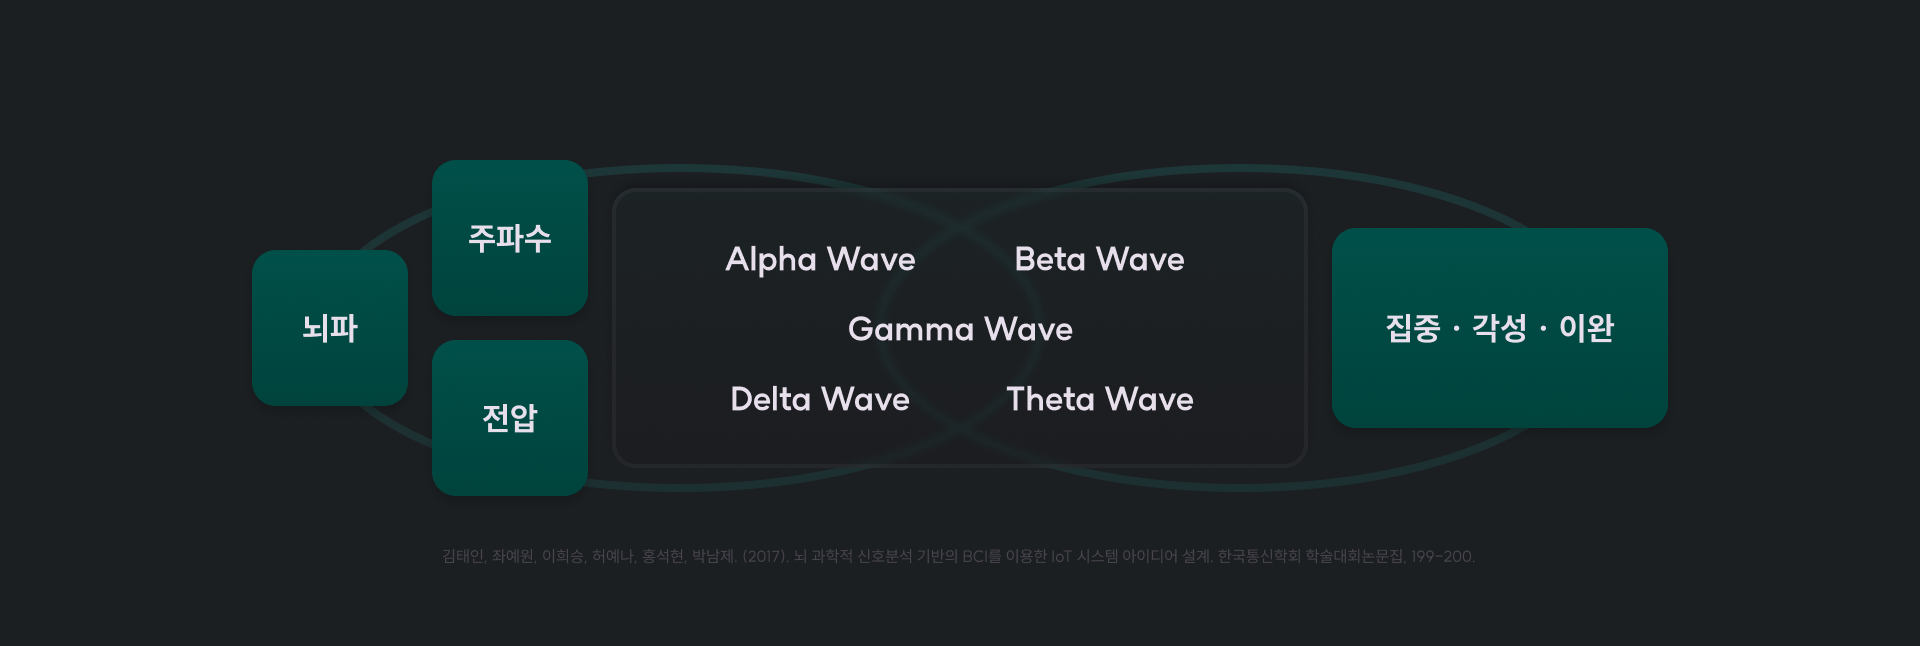 뇌파
주파수
전압
Alpha Wave
Beta Wave
Gamma Wave
Delta Wave
Theta Wave
집중 · 각성 · 이완
김태인, 좌예원, 이희승, 허예나, 홍석현, 박남제. (2017). 뇌 과학적 신호분석 기반의 BCI를 이용한 IoT 시스템 아이디어 설계. 한국통신학회 학술대회논문집, 199-200.